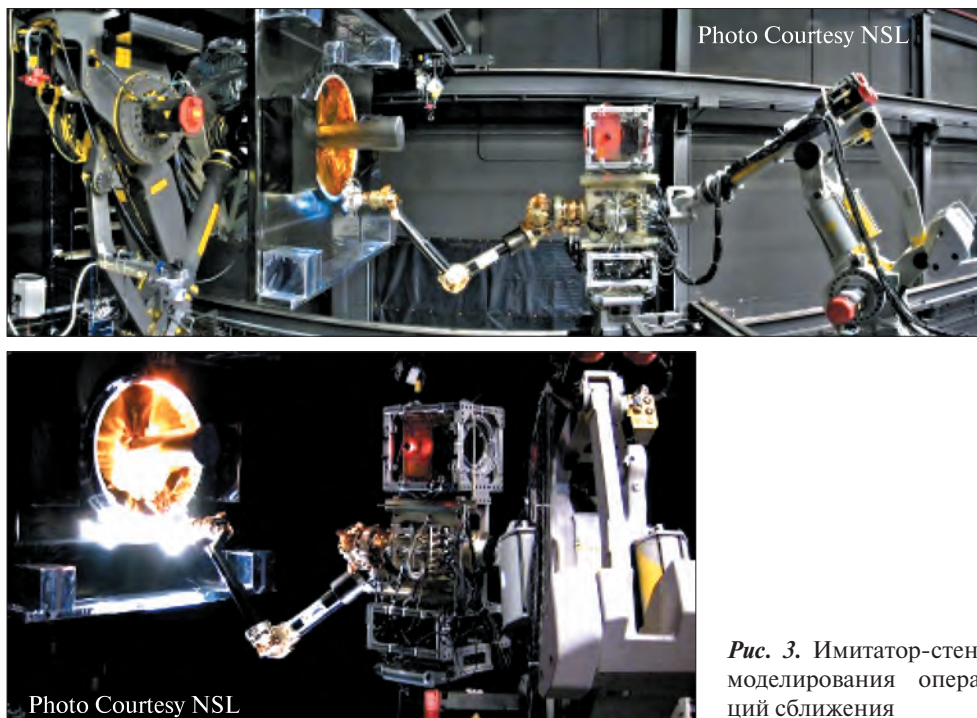 Photo Courtesy NSL
Photo Courtesy NSL
Рис. 3. Имитатор-стен
моделирования опера
ций сближения